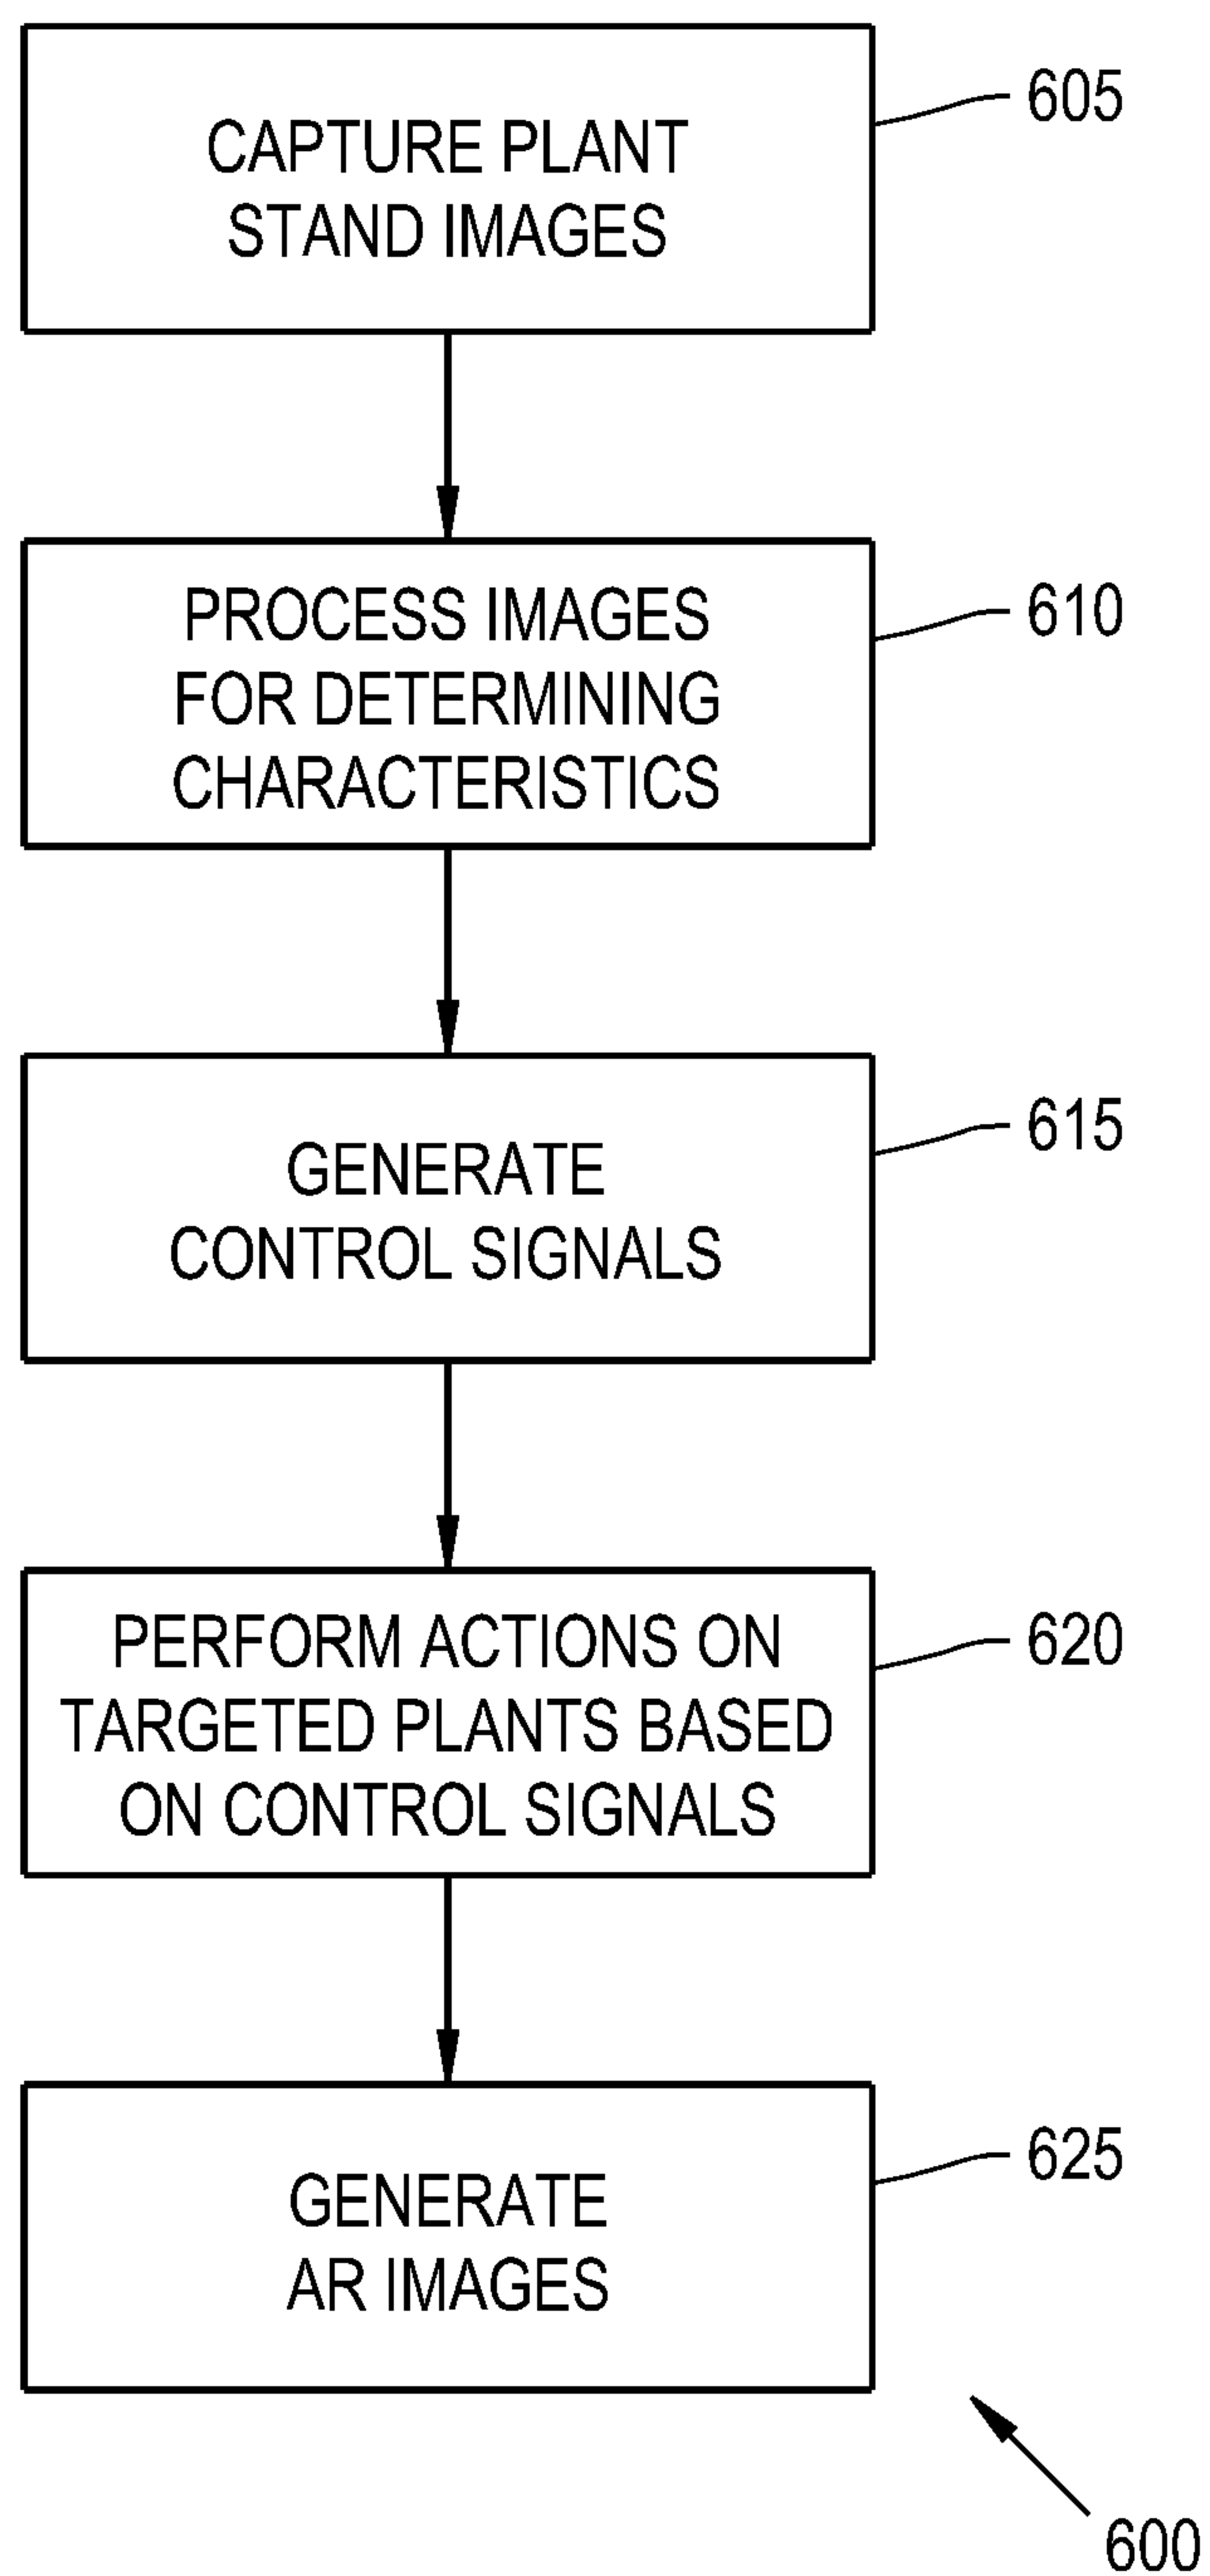 CAPTURE PLANT
STAND IMAGES
605
PROCESS IMAGES
FOR DETERMINING
CHARACTERISTICS
610
GENERATE
CONTROL SIGNALS
615
PERFORM ACTIONS ON
TARGETED PLANTS BASED
ON CONTROL SIGNALS
620
GENERATE
AR IMAGES
625
600